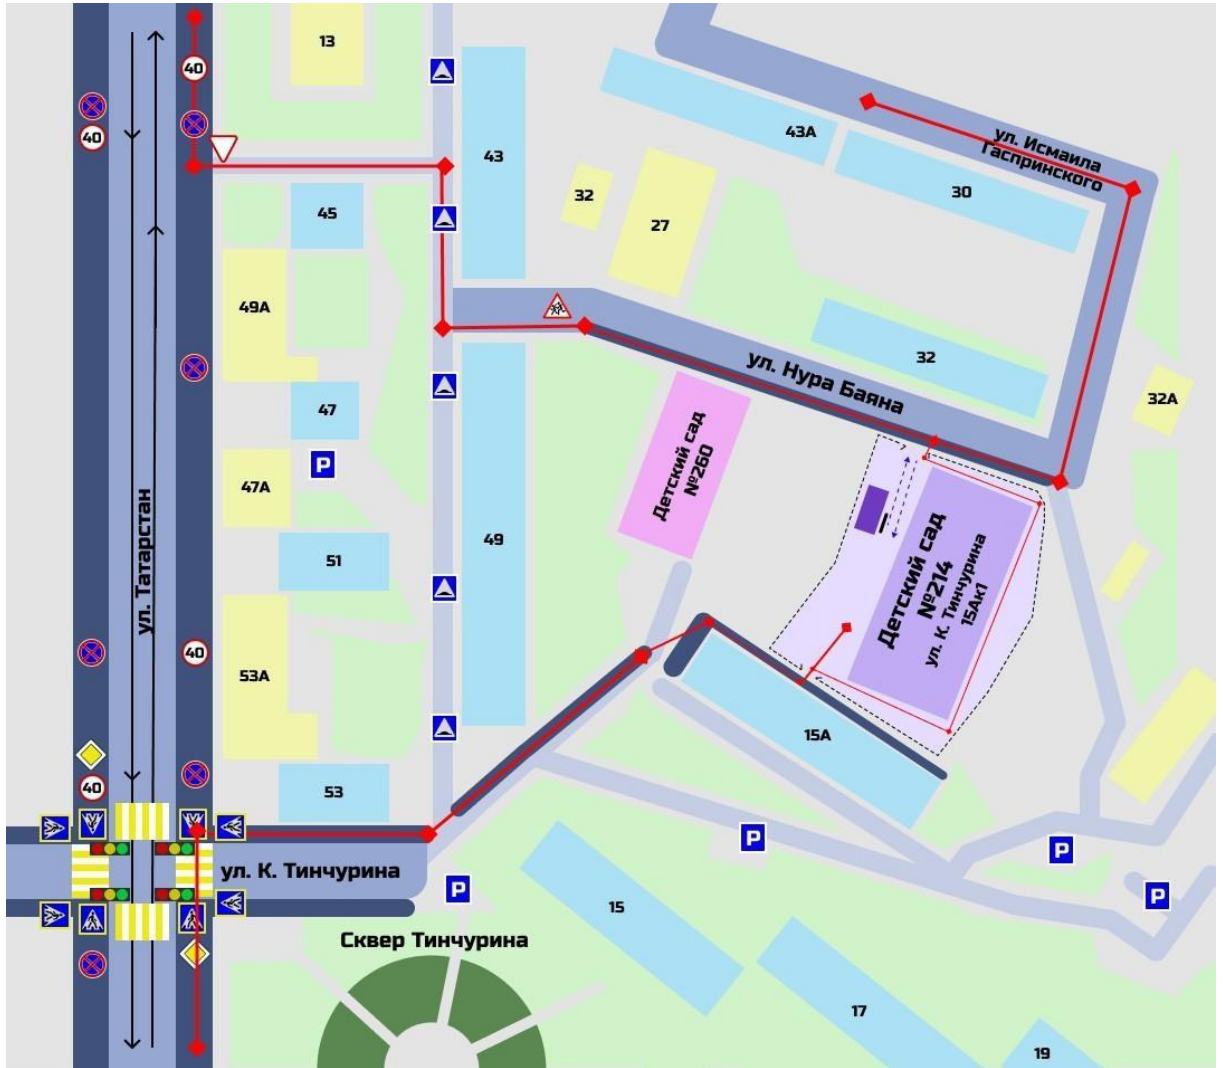 13
40
40
43
43А
ул. Исмаила
Гаспринского
30
32
27
45
49А
32
ул. Нура Баяна
32А
47
P
47А
Детский сад
№260
ул. Татарстан
51
49
Детский сад
№214
ул. К. Тинчурина
15Ак1
40
53А
15А
40
53
P
P
ул. К. Тинчурина
P
P
15
Сквер Тинчурина
17
19